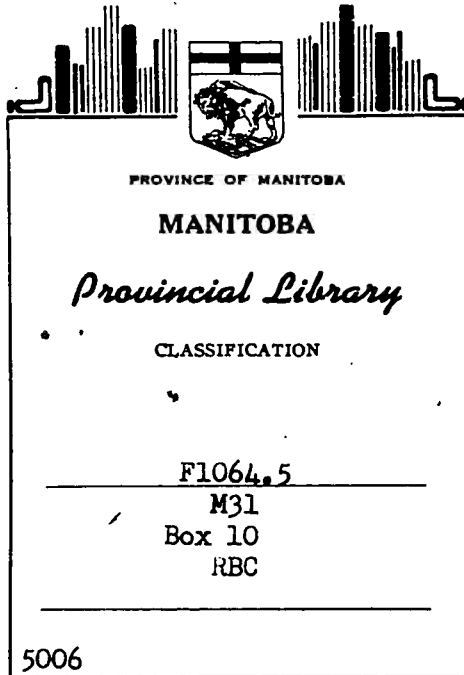 PROVINCE OF MANITOBA
MANITOBA
Provincial Library
CLASSIFICATION
F1064.5
M31
Box 10
RBC
5006